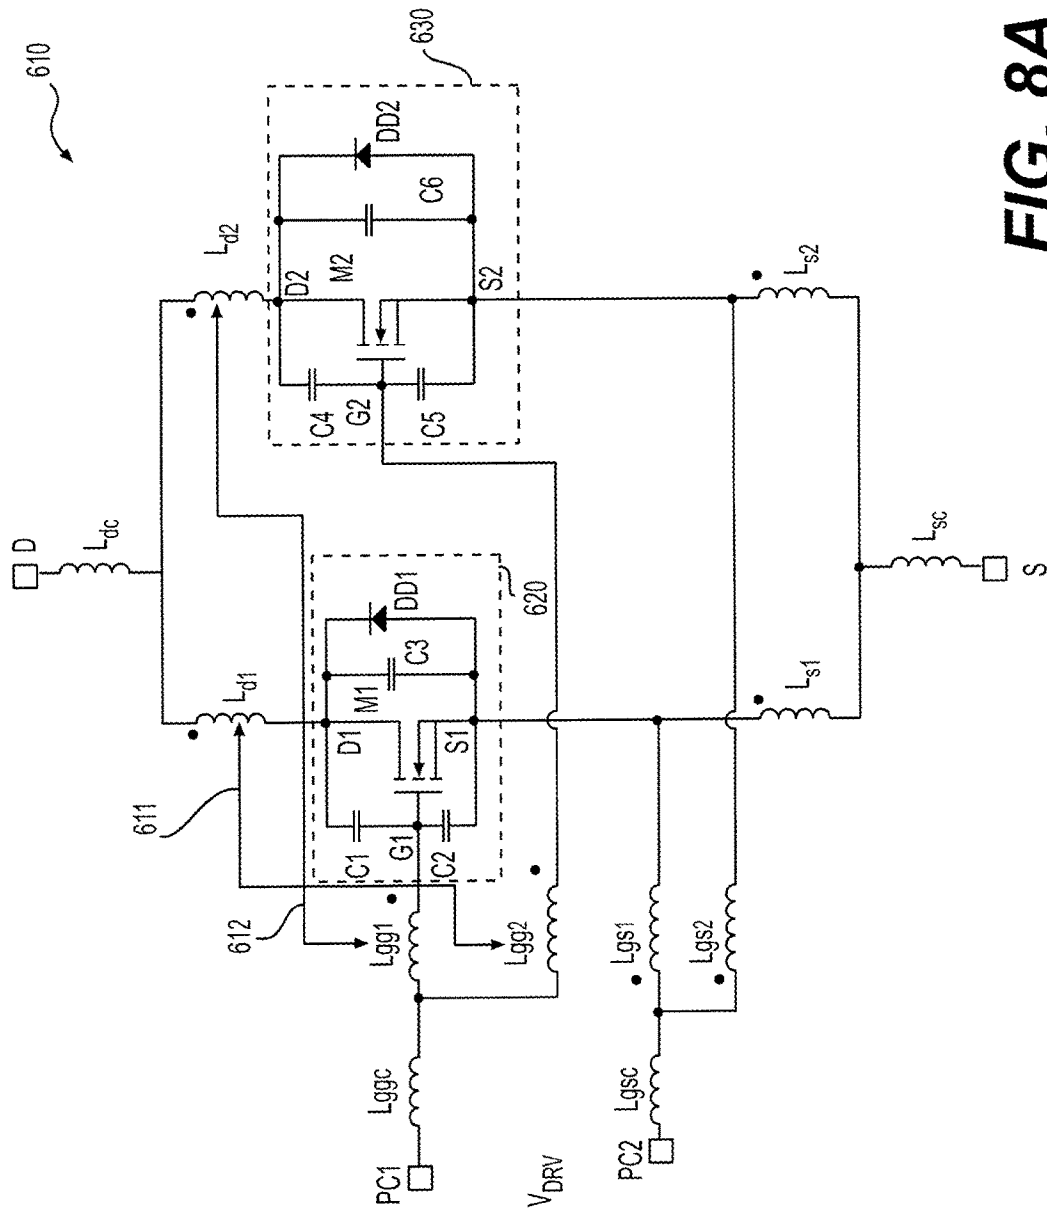 610
630
L_d2
D2
M2
C6
DD2
C4
G2
C5
S2
L_s2
D
L_dc
L_d1
611
612
D1
M1
C3
DD1
620
C1
G1
C2
S1
L_s1
L_sc
S
Lgg1
Lgg2
Lgs1
Lgs2
Lggc
Lgsc
PC1
V_DRV
PC2
FIG. 8A